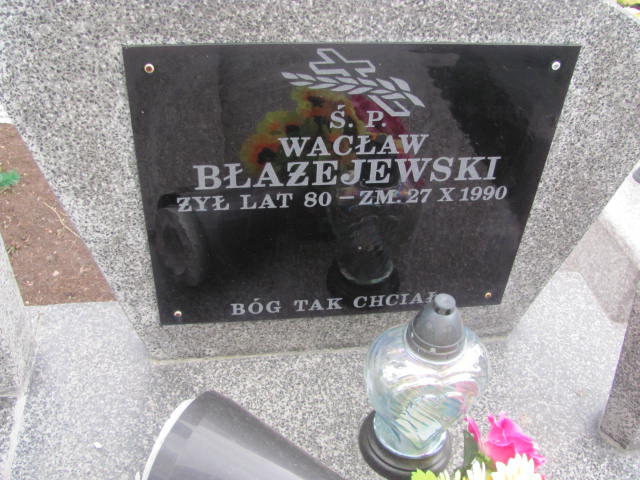 Ś. P.
WACŁAW
BŁAŻEJEWSKI
ŻYŁ LAT 80 – ZM. 27 X 1990
BÓG TAK CHCIAŁ